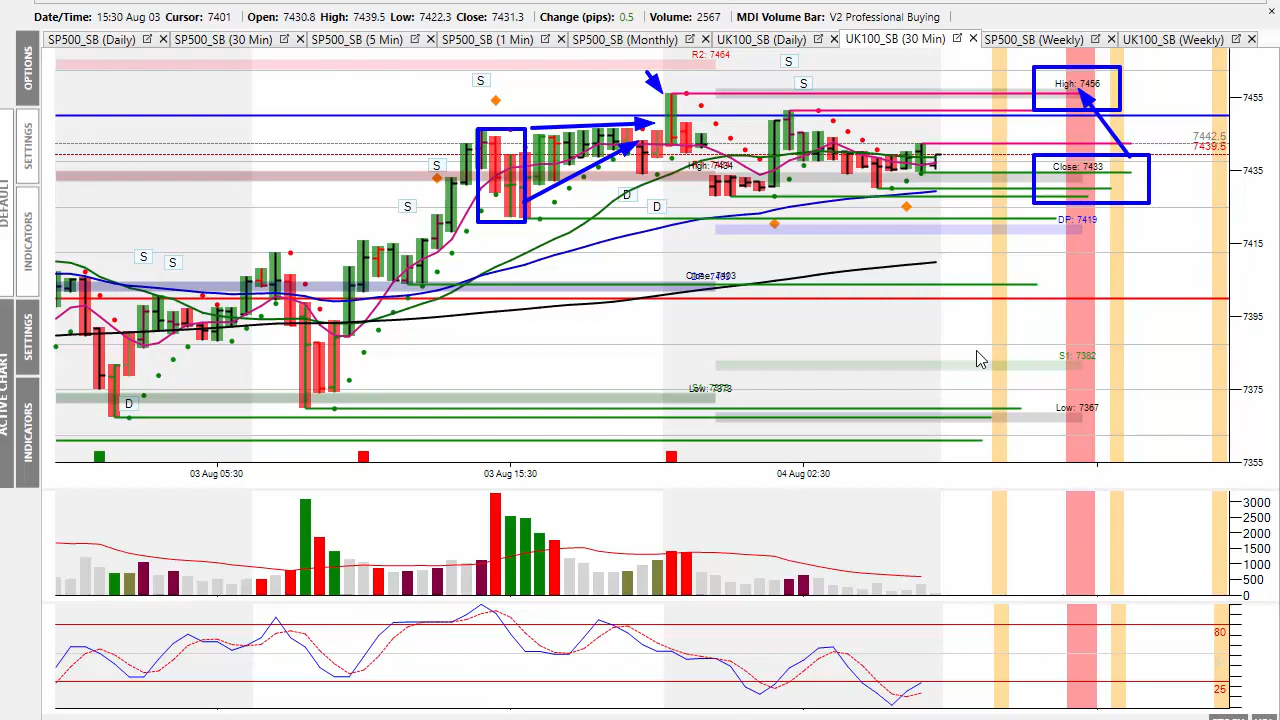 Date/Time: 15:30 Aug 03 Cursor: 7401 Open: 7430.8 High: 7439.5 Low: 7422.3 Close: 7431.3 Change (pips): 0.5 Volume: 2567 MDI Volume Bar: V2 Professional Buying
SP500_SB (Daily) SP500_SB (30 Min) SP500_SB (5 Min) SP500_SB (1 Min) SP500_SB (Monthly) UK100_SB (Daily) UK100_SB (30 Min) SP500_SB (Weekly) UK100_SB (Weekly)
OPTIONS
SETTINGS
INDICATORS
DEFAULT
SETTINGS
INDICATORS
ACTIVE CHART
R2: 7464
S
S
S
High: 7456
7455
7442.5
7439.5
S
Close: 7433
7435
D
D
S
DP: 7419
7415
S
S
7395
S1: 7382
7375
D
Low: 7367
7355
03 Aug 05:30 03 Aug 15:30 04 Aug 02:30
3000
2500
2000
1500
1000
500
0
80
25